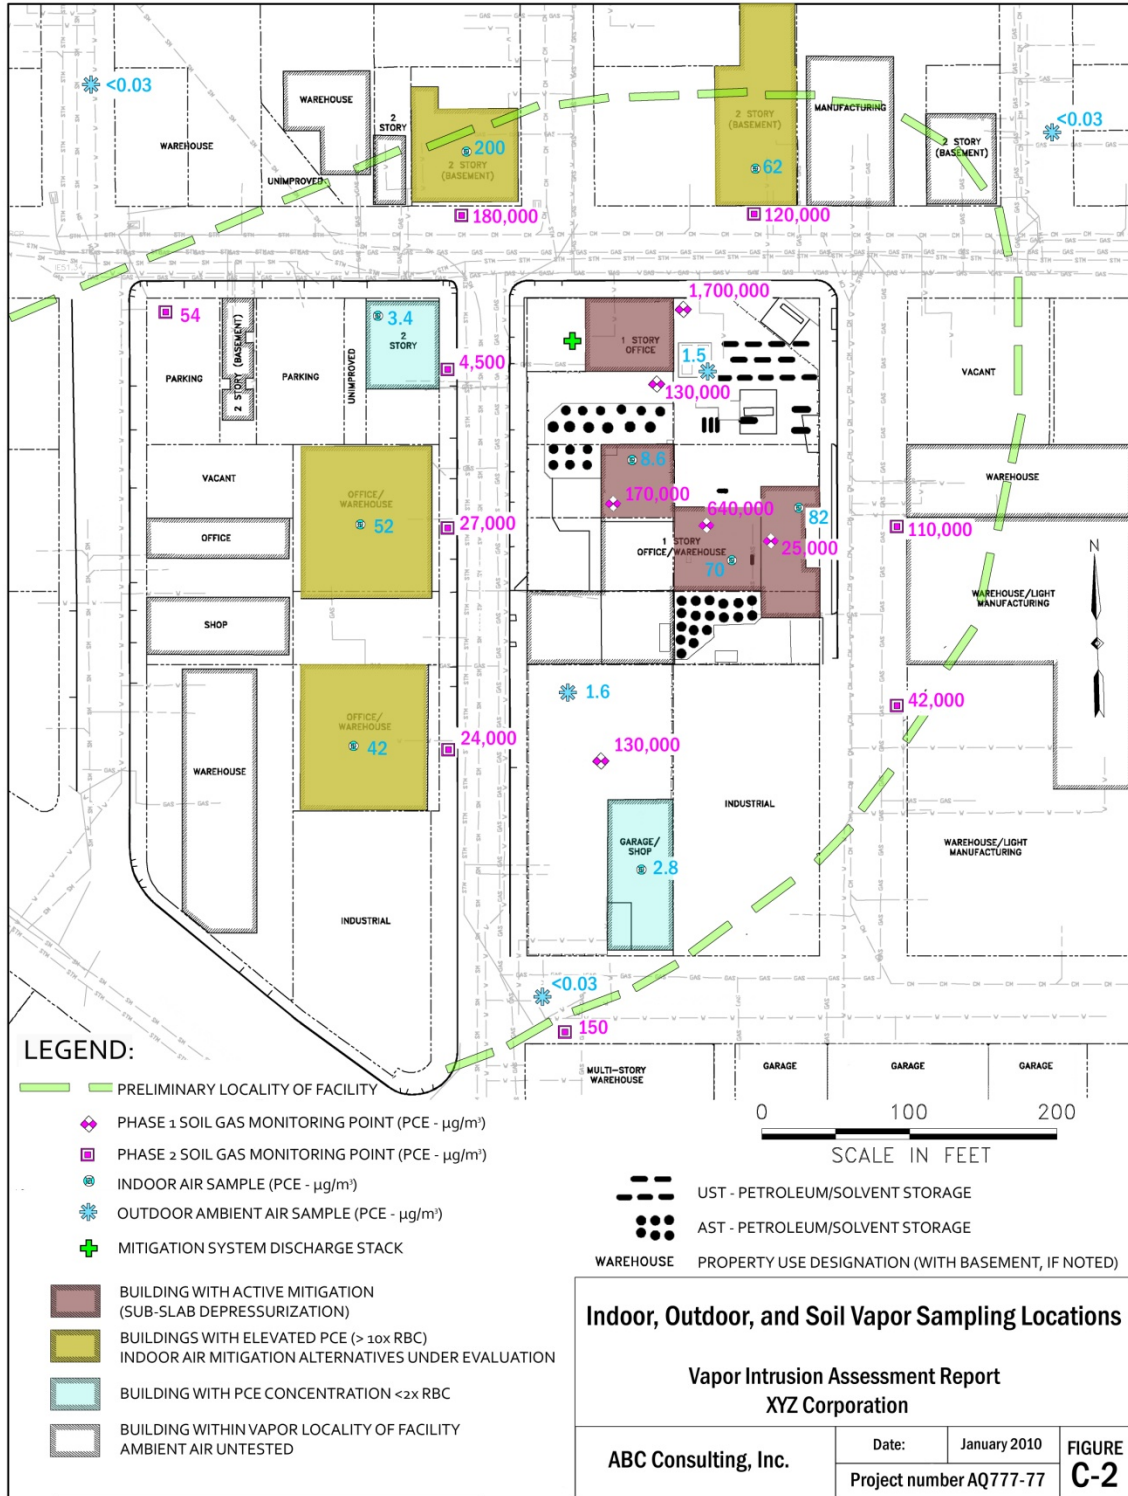 <0.03
WAREHOUSE
WAREHOUSE
2
STORY
UNIMPROVED
200
2 STORY
(BASEMENT)
180,000
2 STORY
(BASEMENT)
62
120,000
MANUFACTURING
<0.03
2 STORY
(BASEMENT)
54
PARKING
2 STORY (BASEMENT)
PARKING
UNIMPROVED
3.4
2
STORY
4,500
1,700,000
1 STORY
OFFICE
1.5
130,000
VACANT
VACANT
OFFICE/
WAREHOUSE
52
27,000
OFFICE
SHOP
8.6
170,000
640,000
82
1 STORY
OFFICE/WAREHOUSE
25,000
70
WAREHOUSE
110,000
N
WAREHOUSE/LIGHT
MANUFACTURING
OFFICE/
WAREHOUSE
42
24,000
WAREHOUSE
1.6
130,000
42,000
INDUSTRIAL
WAREHOUSE/LIGHT
MANUFACTURING
GARAGE/
SHOP
2.8
INDUSTRIAL
<0.03
150
MULTI-STORY
WAREHOUSE
GARAGE
GARAGE
GARAGE
LEGEND:
PRELIMINARY LOCALITY OF FACILITY
PHASE 1 SOIL GAS MONITORING POINT (PCE - µg/m³)
PHASE 2 SOIL GAS MONITORING POINT (PCE - µg/m³)
INDOOR AIR SAMPLE (PCE - µg/m³)
OUTDOOR AMBIENT AIR SAMPLE (PCE - µg/m³)
MITIGATION SYSTEM DISCHARGE STACK
BUILDING WITH ACTIVE MITIGATION
(SUB-SLAB DEPRESSURIZATION)
BUILDINGS WITH ELEVATED PCE (> 10x RBC)
INDOOR AIR MITIGATION ALTERNATIVES UNDER EVALUATION
BUILDING WITH PCE CONCENTRATION <2x RBC
BUILDING WITHIN VAPOR LOCALITY OF FACILITY
AMBIENT AIR UNTESTED
0 100 200
SCALE IN FEET
UST - PETROLEUM/SOLVENT STORAGE
AST - PETROLEUM/SOLVENT STORAGE
WAREHOUSE PROPERTY USE DESIGNATION (WITH BASEMENT, IF NOTED)
Indoor, Outdoor, and Soil Vapor Sampling Locations
Vapor Intrusion Assessment Report
XYZ Corporation
ABC Consulting, Inc.
Date: January 2010
Project number AQ777-77
FIGURE
C-2